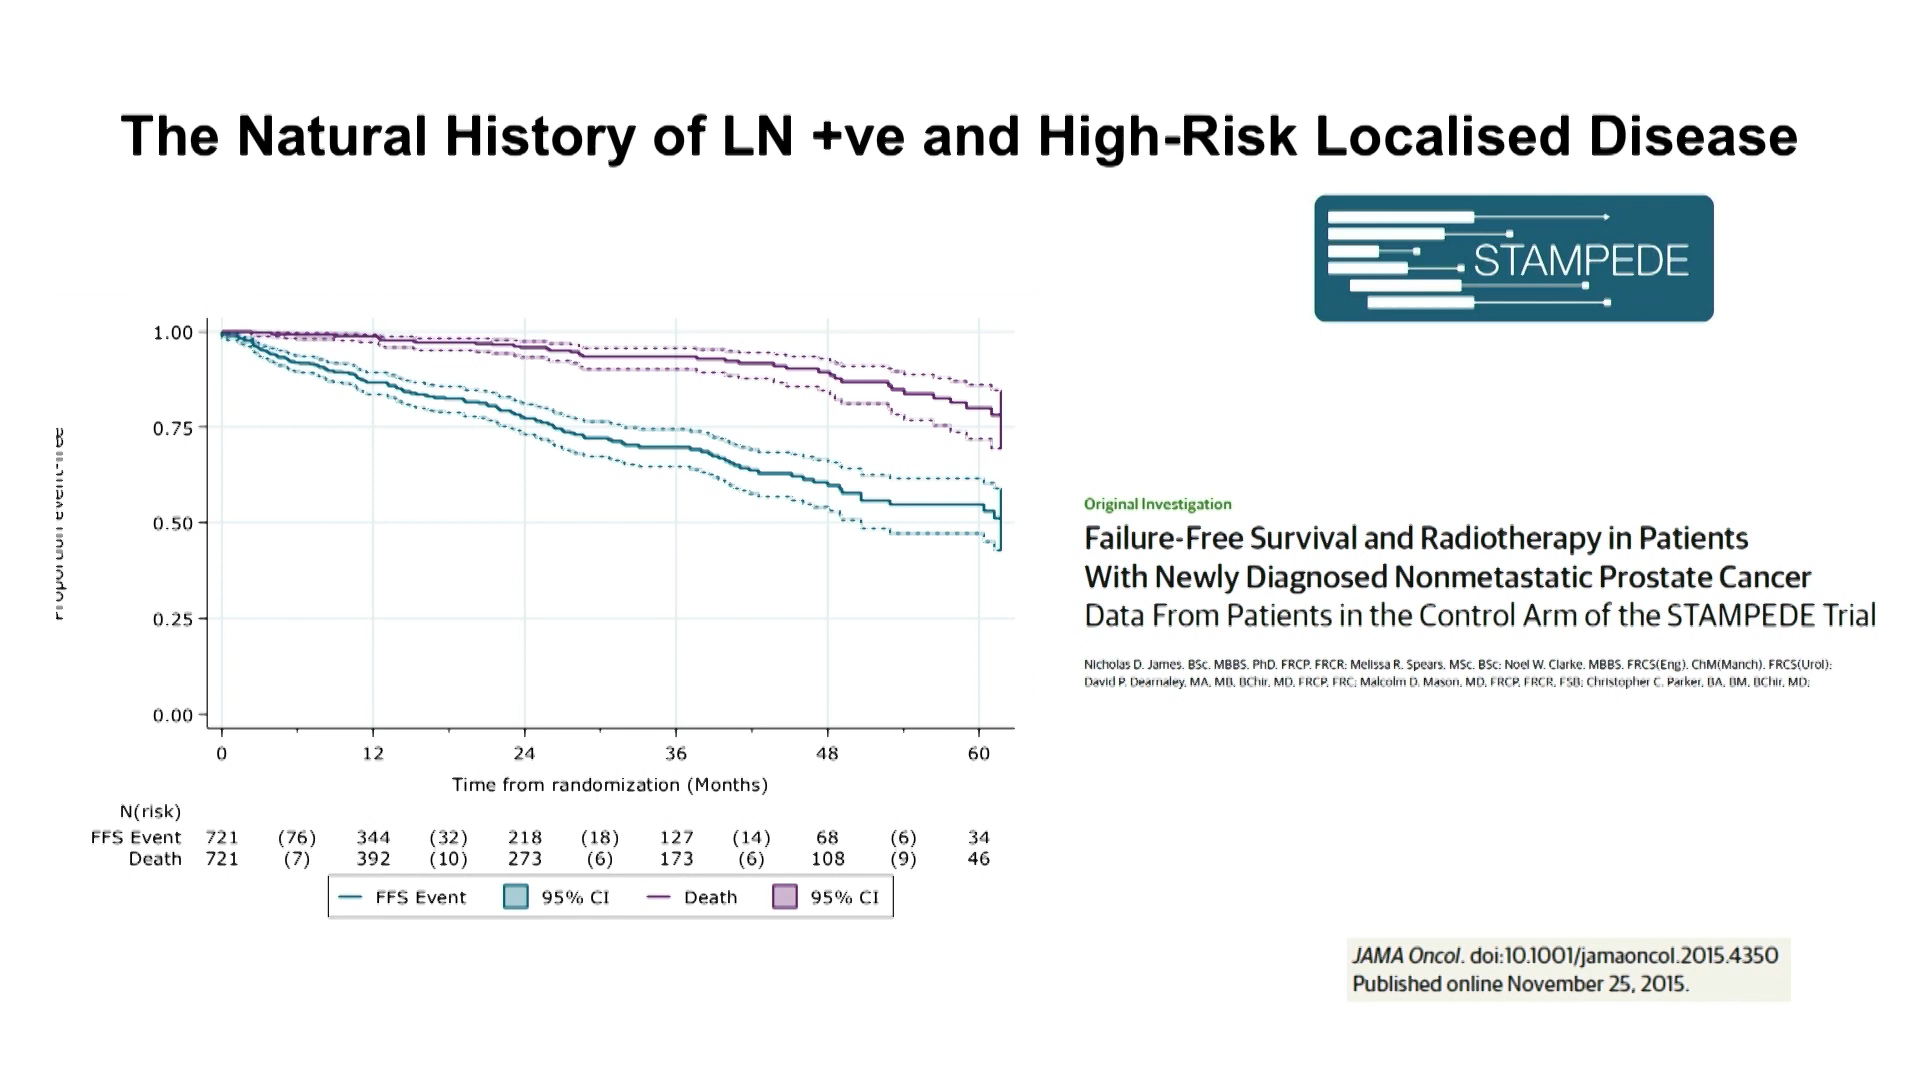 The Natural History of LN +ve and High-Risk Localised Disease
STAMPEDE
Proportion event-free
1.00
0.75
0.50
0.25
0.00
0 12 24 36 48 60
Time from randomization (Months)
N(risk)
FFS Event 721 (76) 344 (32) 218 (18) 127 (14) 68 (6) 34
Death 721 (7) 392 (10) 273 (6) 173 (6) 108 (9) 46
FFS Event 95% CI Death 95% CI
Original Investigation
Failure-Free Survival and Radiotherapy in Patients
With Newly Diagnosed Nonmetastatic Prostate Cancer
Data From Patients in the Control Arm of the STAMPEDE Trial
Nicholas D. James, BSc, MBBS, PhD, FRCP, FRCR; Melissa R. Spears, MSc, BSc; Noel W. Clarke, MBBS, FRCS(Eng), ChM(Manch), FRCS(Urol);
David P. Dearnaley, MA, MB, BChir, MD, FRCP, FRC; Malcolm D. Mason, MD, FRCP, FRCR, FSB; Christopher C. Parker, BA, BM, BChir, MD;
JAMA Oncol. doi:10.1001/jamaoncol.2015.4350
Published online November 25, 2015.